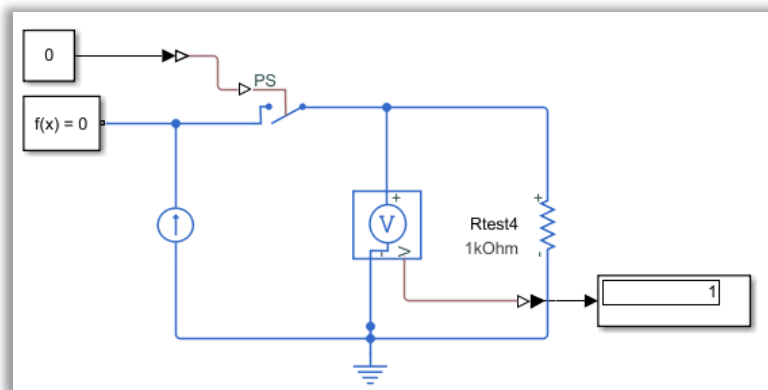 0
PS
f(x) = 0
+
V
-
V
+
Rtest4
1kOhm
-
1